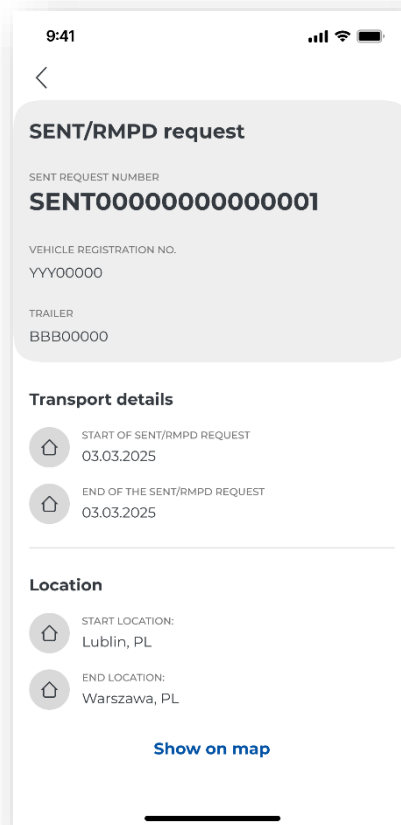 9:41
SENT/RMPD request
SENT REQUEST NUMBER
SENT00000000000001
VEHICLE REGISTRATION NO.
YYY00000
TRAILER
BBB00000
Transport details
START OF SENT/RMPD REQUEST
03.03.2025
END OF THE SENT/RMPD REQUEST
03.03.2025
Location
START LOCATION:
Lublin, PL
END LOCATION:
Warszawa, PL
Show on map